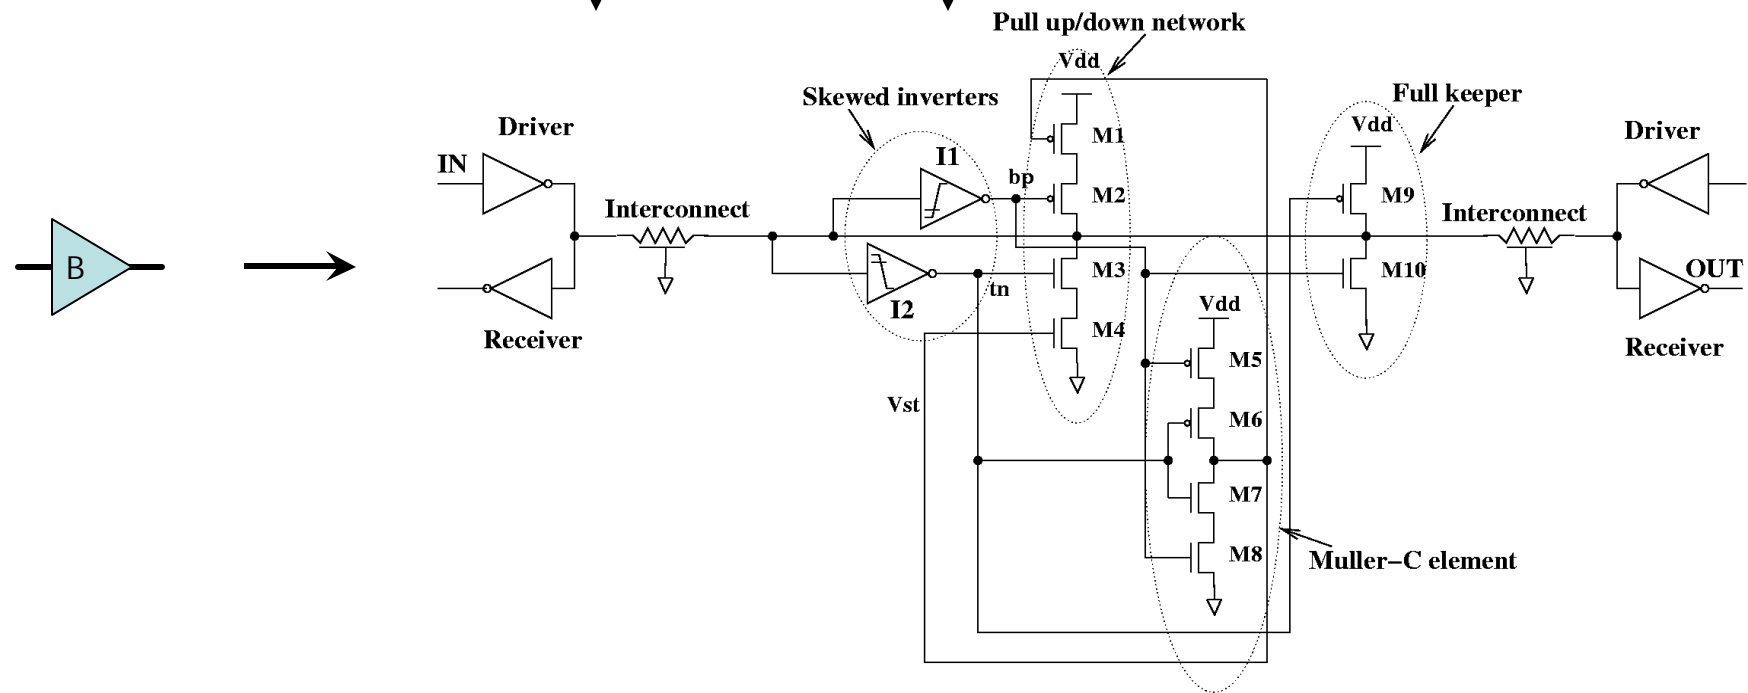 Pull up/down network
Vdd
Skewed inverters
Full keeper
Driver
Vdd
Driver
M1
IN
I1
bp
M2
M9
Interconnect
Interconnect
M3
M10
OUT
tn
I2
Vdd
M4
B
Receiver
Receiver
M5
Vst
M6
M7
M8
Muller-C element